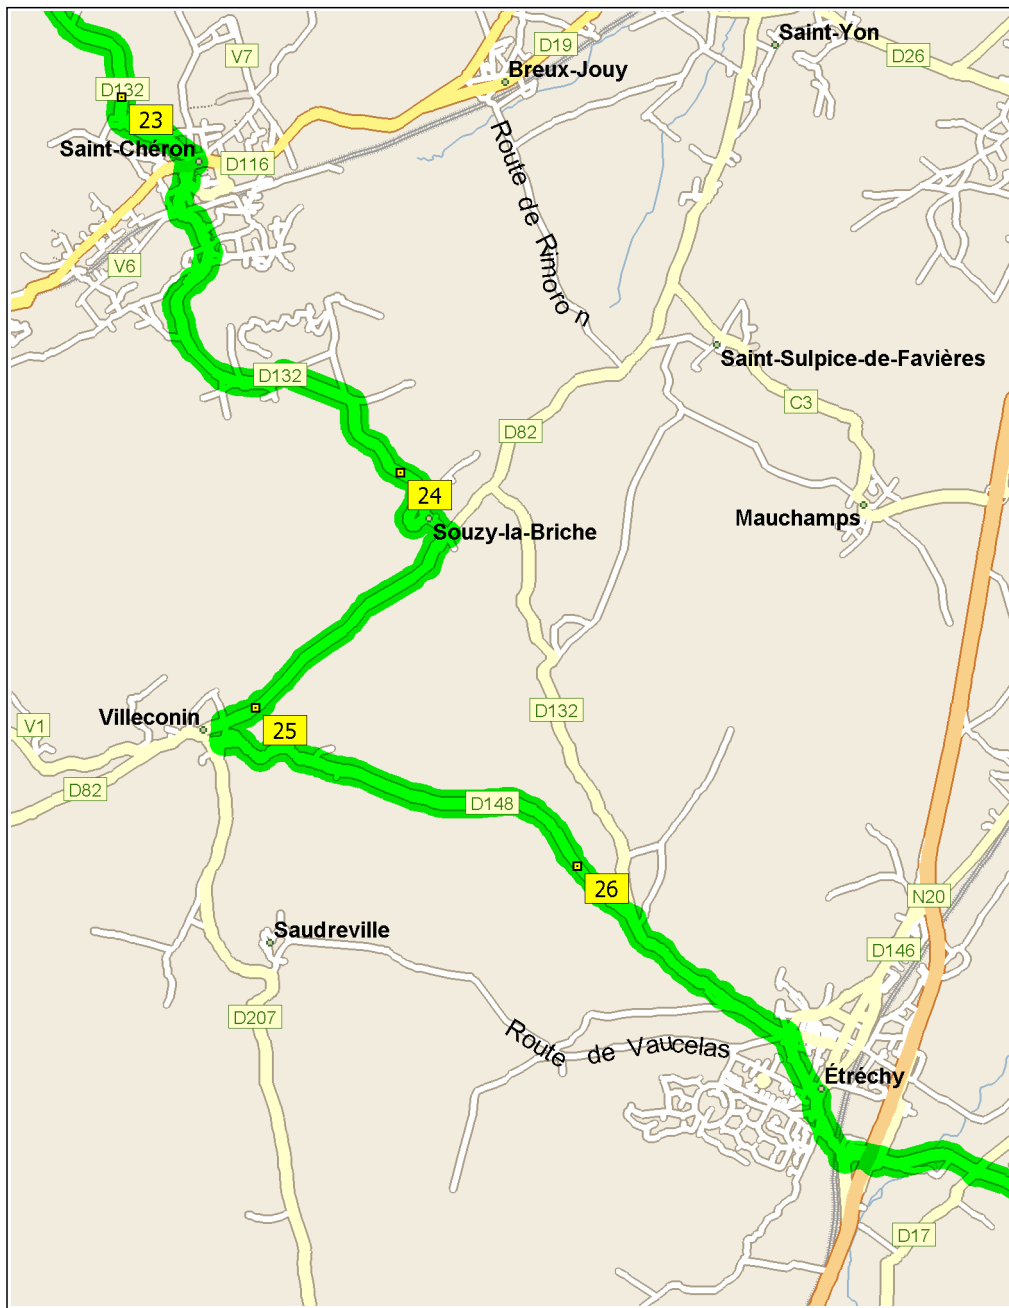 Saint-Yon
V7
D19
D26
Breux-Jouy
D132
23
Saint-Chéron
D116
Route de Rimoron
V6
Saint-Sulpice-de-Favières
D132
C3
D82
24
Mauchamps
Souzy-la-Briche
D132
Villeconin
V1
25
D82
D148
26
N20
Saudreville
D146
D207
Route de Vaucelas
Étréchy
D17